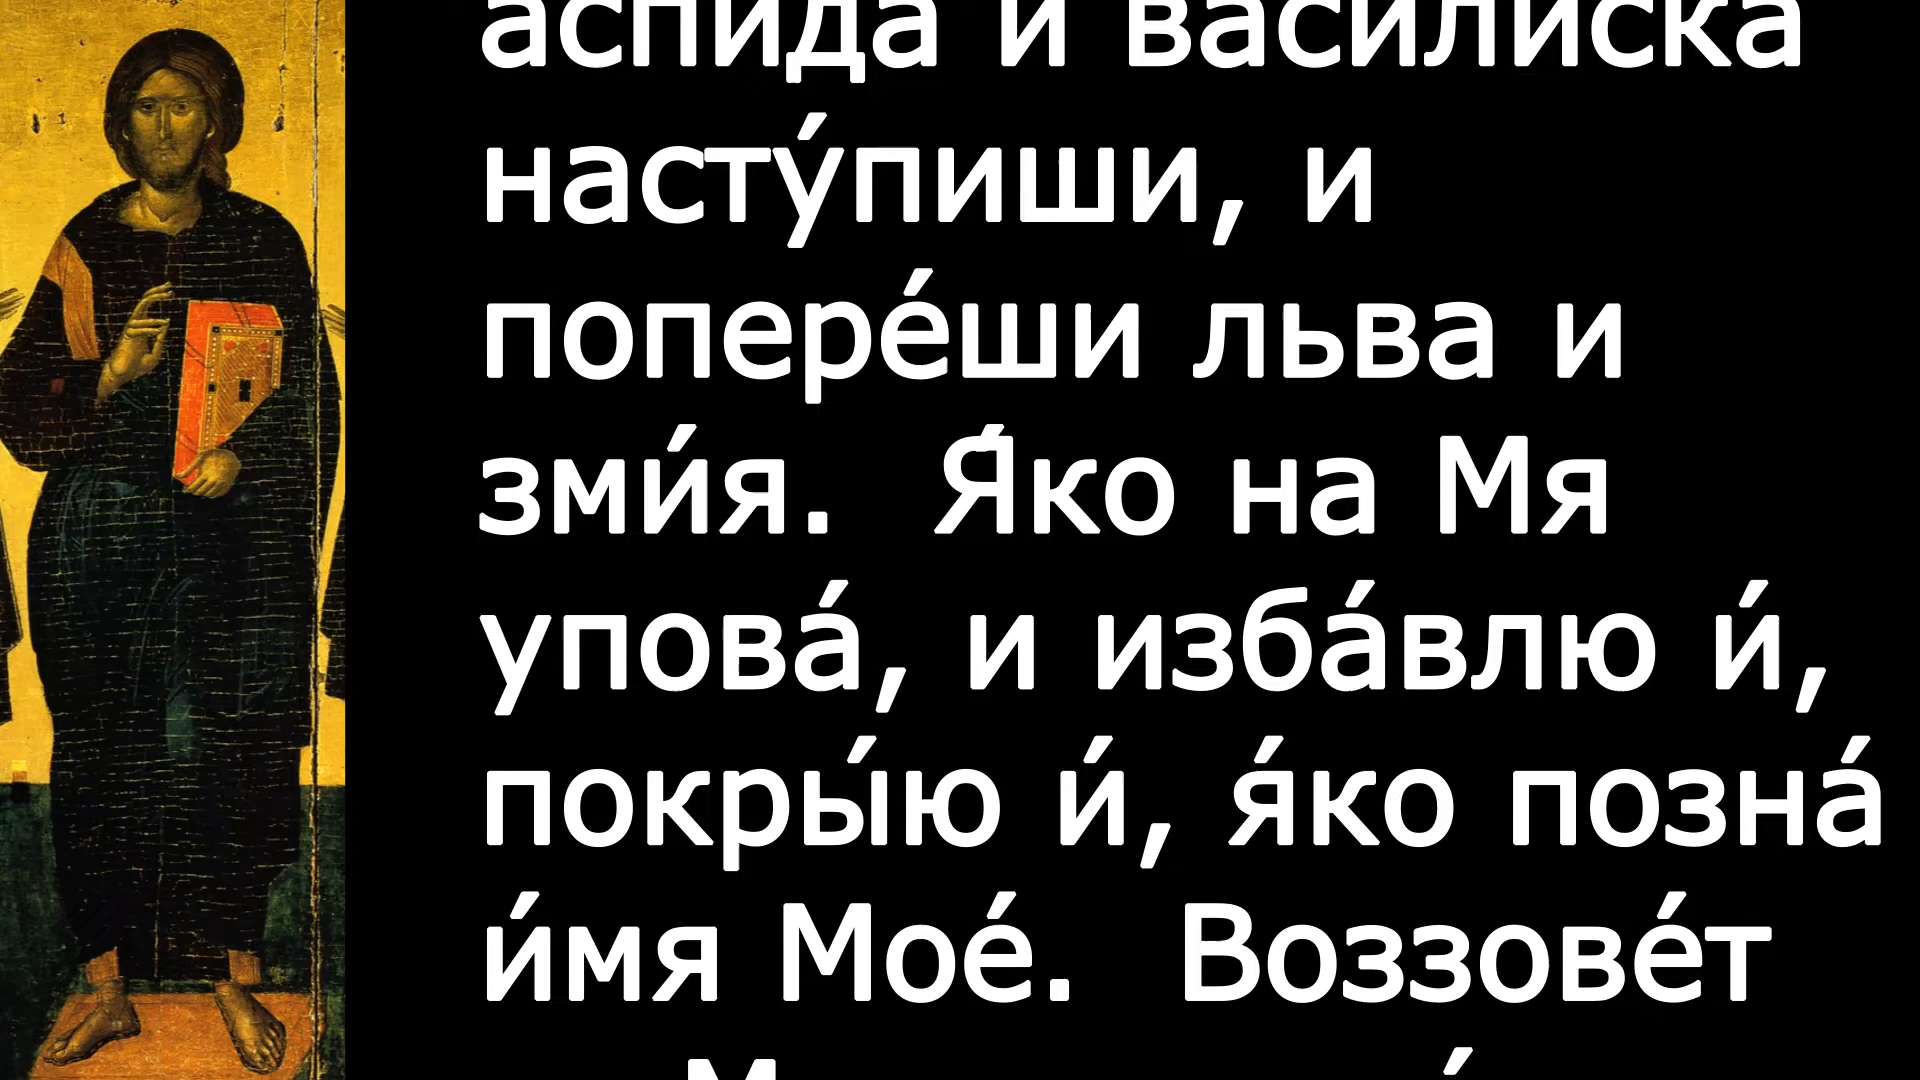 аспида и василиска
насту́пиши, и
попере́ши льва и
зми́я.  Я́ко на Мя
упова́, и изба́влю и́,
покры́ю и́, я́ко позна́
и́мя Мое́.  Воззове́т